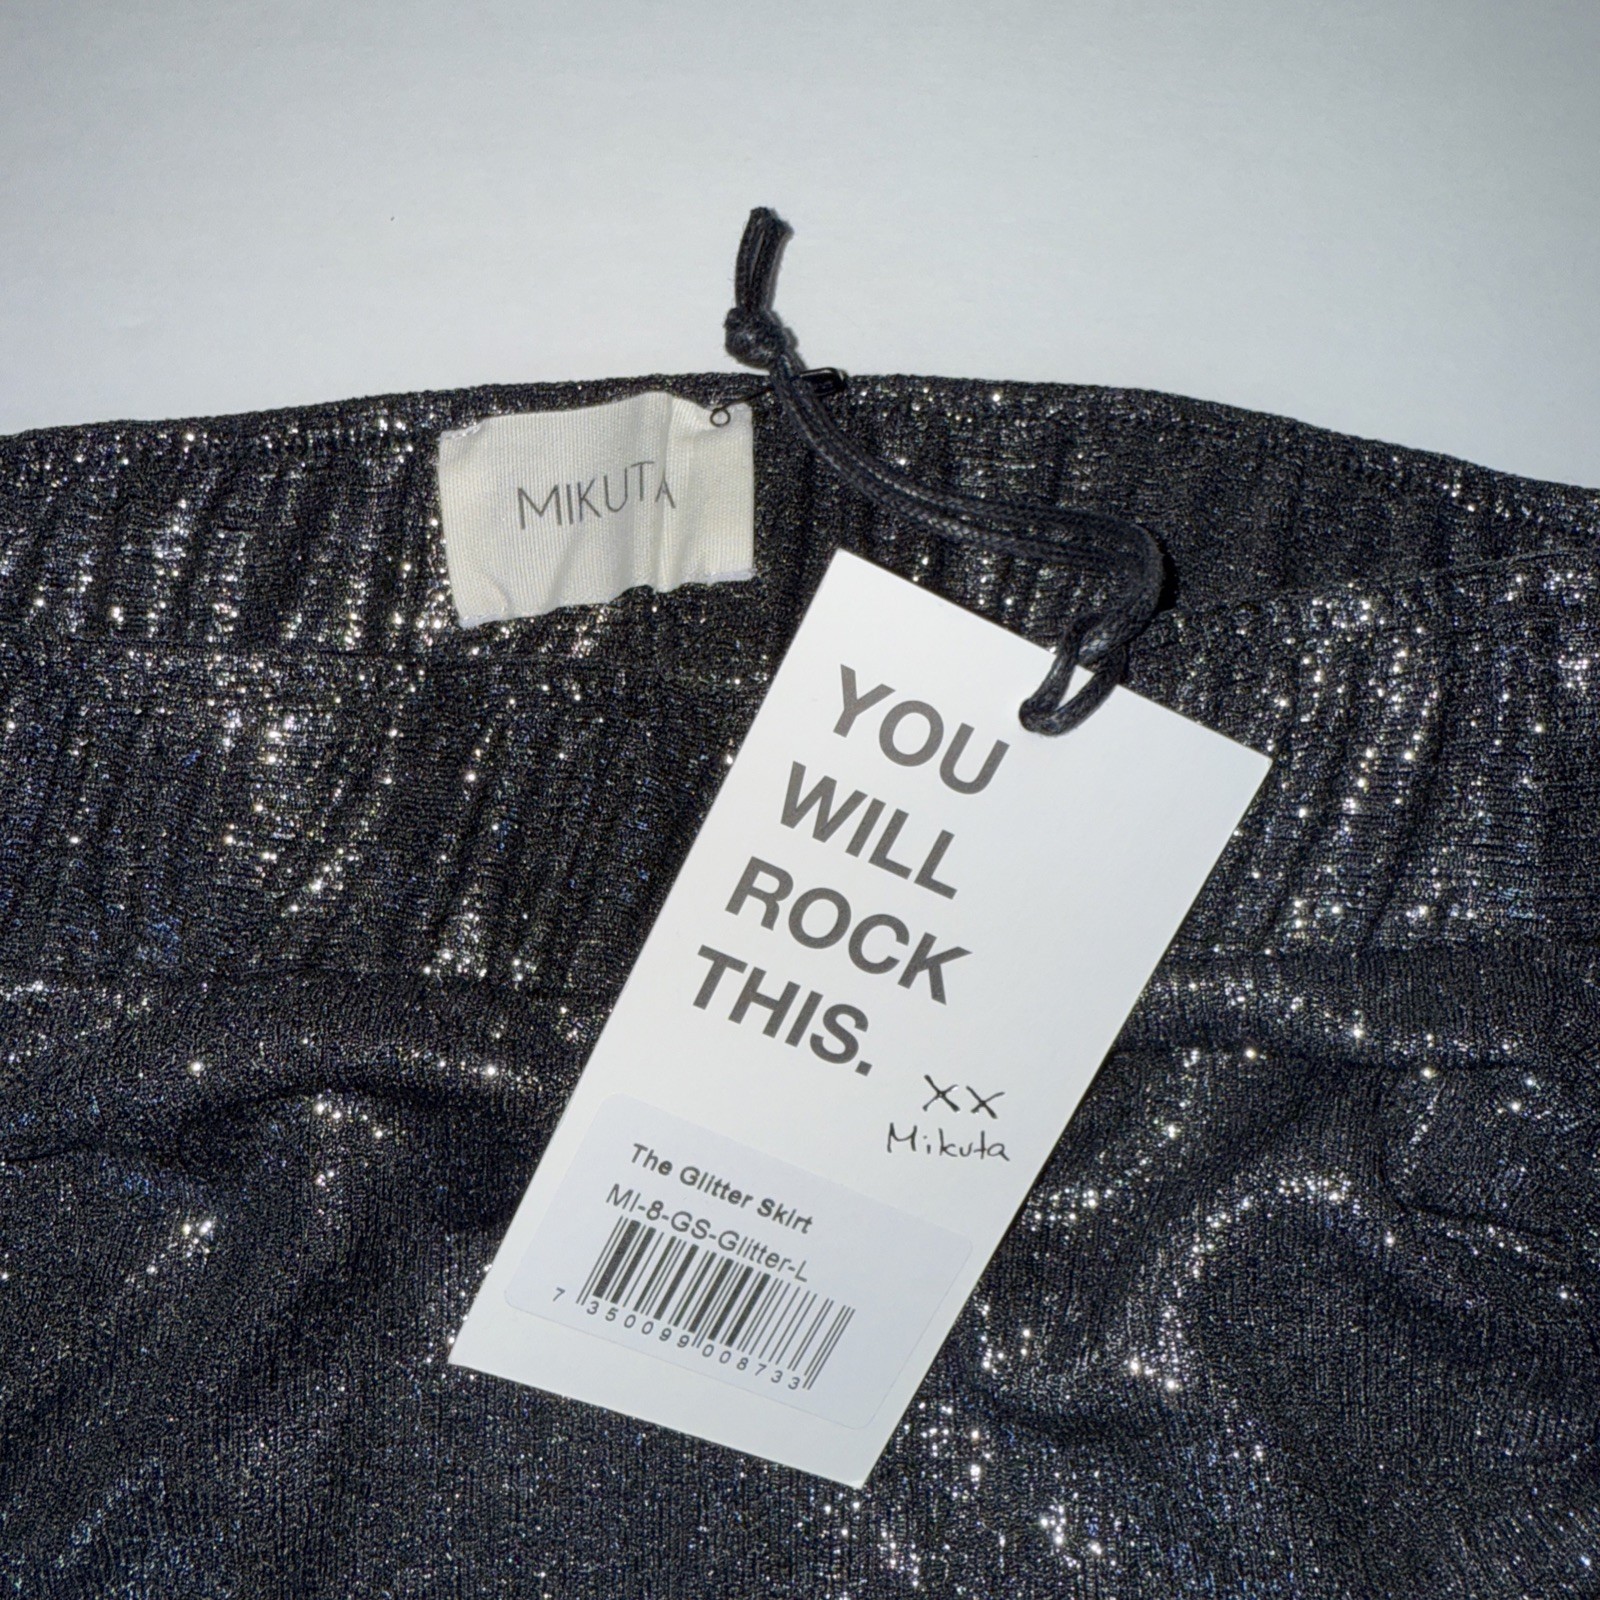 MIKUTA
YOU
WILL
ROCK
THIS.
XX
Mikuta
The Glitter Skirt
MI-8-GS-Glitter-L
7 350099 008733